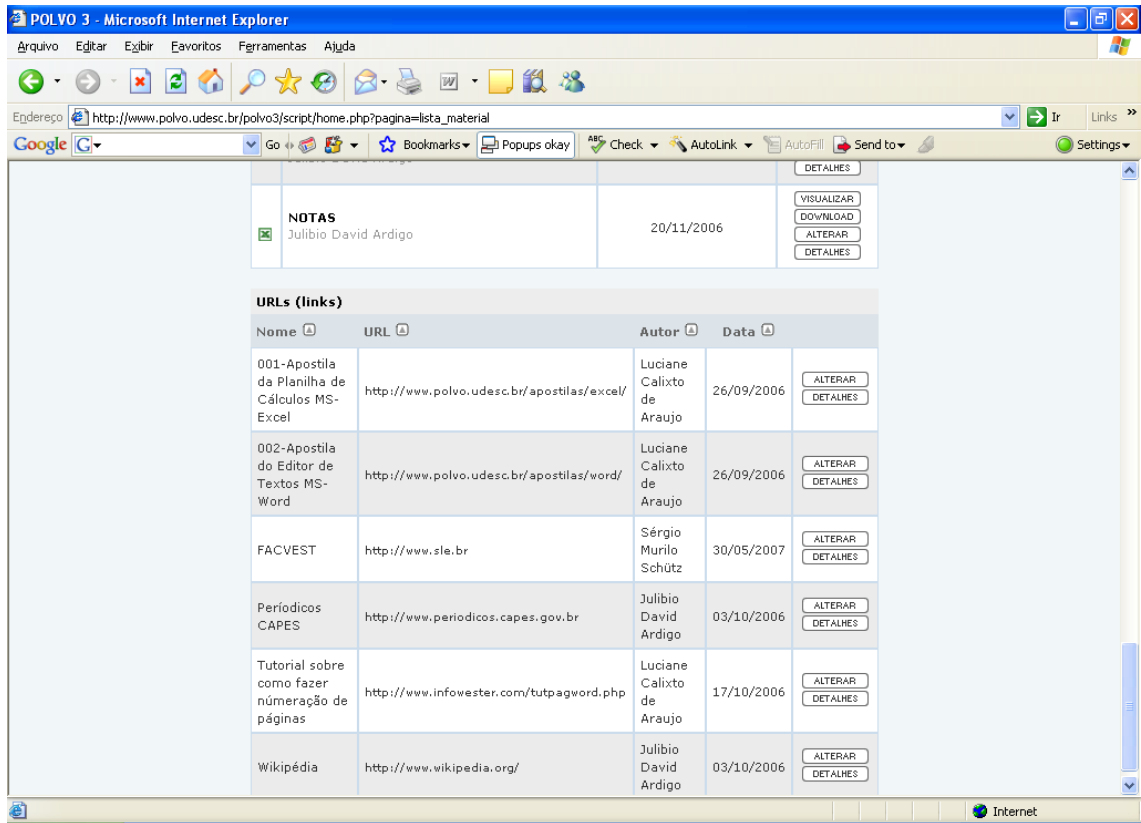 POLVO 3 - Microsoft Internet Explorer
Arquivo Editar Exibir Favoritos Ferramentas Ajuda
Endereço http://www.polvo.udesc.br/polvo3/script/home.php?pagina=lista_material Ir Links »
Google G Go Bookmarks Popups okay ABC Check AutoLink AutoFill Send to Settings
Julibio David Ardigo
DETALHES
NOTAS
Julibio David Ardigo
20/11/2006
VISUALIZAR
DOWNLOAD
ALTERAR
DETALHES
URLs (links)
Nome URL Autor Data
001-Apostila
da Planilha de
Cálculos MS-
Excel
http://www.polvo.udesc.br/apostilas/excel/
Luciane
Calixto
de
Araujo
26/09/2006
ALTERAR
DETALHES
002-Apostila
do Editor de
Textos MS-
Word
http://www.polvo.udesc.br/apostilas/word/
Luciane
Calixto
de
Araujo
26/09/2006
ALTERAR
DETALHES
FACVEST
http://www.sle.br
Sérgio
Murilo
Schütz
30/05/2007
ALTERAR
DETALHES
Períodicos
CAPES
http://www.periodicos.capes.gov.br
Julibio
David
Ardigo
03/10/2006
ALTERAR
DETALHES
Tutorial sobre
como fazer
númeração de
páginas
http://www.infowester.com/tutpagword.php
Luciane
Calixto
de
Araujo
17/10/2006
ALTERAR
DETALHES
Wikipédia
http://www.wikipedia.org/
Julibio
David
Ardigo
03/10/2006
ALTERAR
DETALHES
Internet